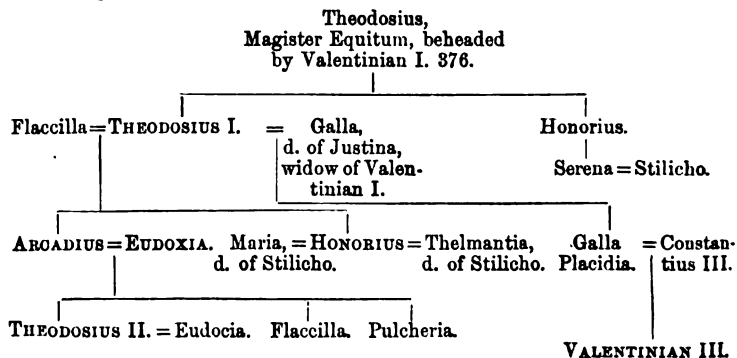 Theodosius,
Magister Equitum, beheaded
by Valentinian I. 376.
Flaccilla = THEODOSIUS I. = Galla, Honorius.
d. of Justina,
widow of Valen-
tinian I.
Serena = Stilicho.
ARCADIUS = EUDOXIA. Maria, = HONORIUS = Thelmantia, Galla = Constan-
d. of Stilicho. d. of Stilicho. Placidia. tius III.
THEODOSIUS II. = Eudocia. Flaccilla. Pulcheria.
VALENTINIAN III.